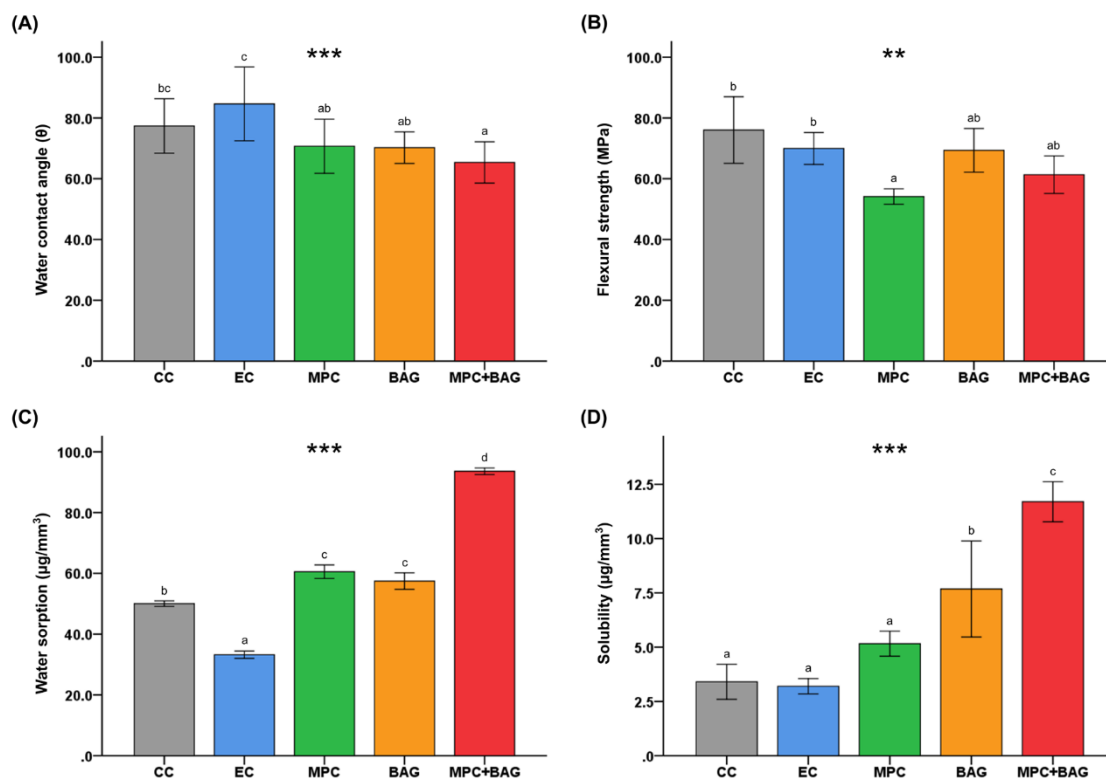 (A)
Water contact angle (θ)
100.0
80.0
60.0
40.0
20.0
.0
***
bc
c
ab
ab
a
CC EC MPC BAG MPC+BAG
(B)
Flexural strength (MPa)
100.0
80.0
60.0
40.0
20.0
.0
**
b
b
a
ab
ab
CC EC MPC BAG MPC+BAG
(C)
Water sorption (μg/mm³)
100.0
80.0
60.0
40.0
20.0
.0
***
b
a
c
c
d
CC EC MPC BAG MPC+BAG
(D)
Solubility (μg/mm³)
12.5
10.0
7.5
5.0
2.5
.0
***
a
a
a
b
c
CC EC MPC BAG MPC+BAG